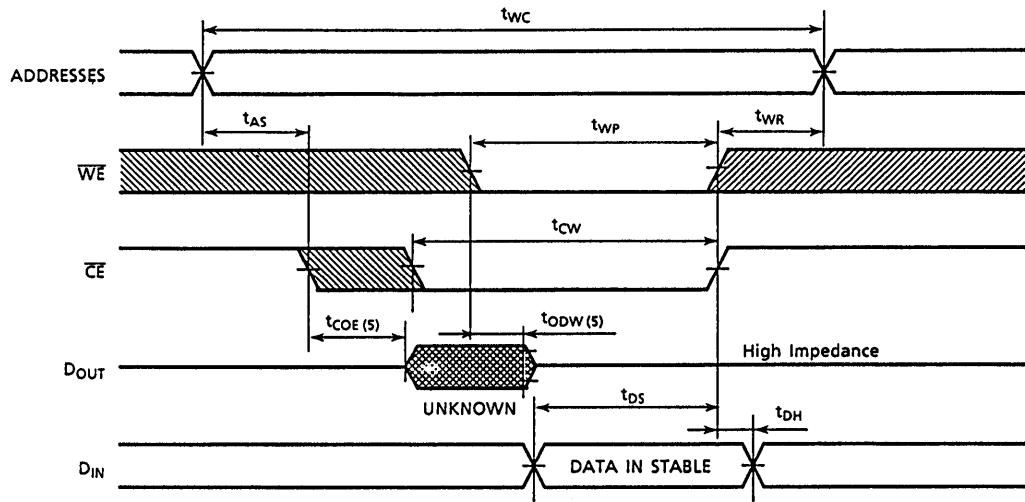 tWC
ADDRESSES
tAS
tWP
tWR
WE
tCW
CE
tCOE (5)
tODW (5)
DOUT
High Impedance
UNKNOWN
tDS
tDH
DIN
DATA IN STABLE